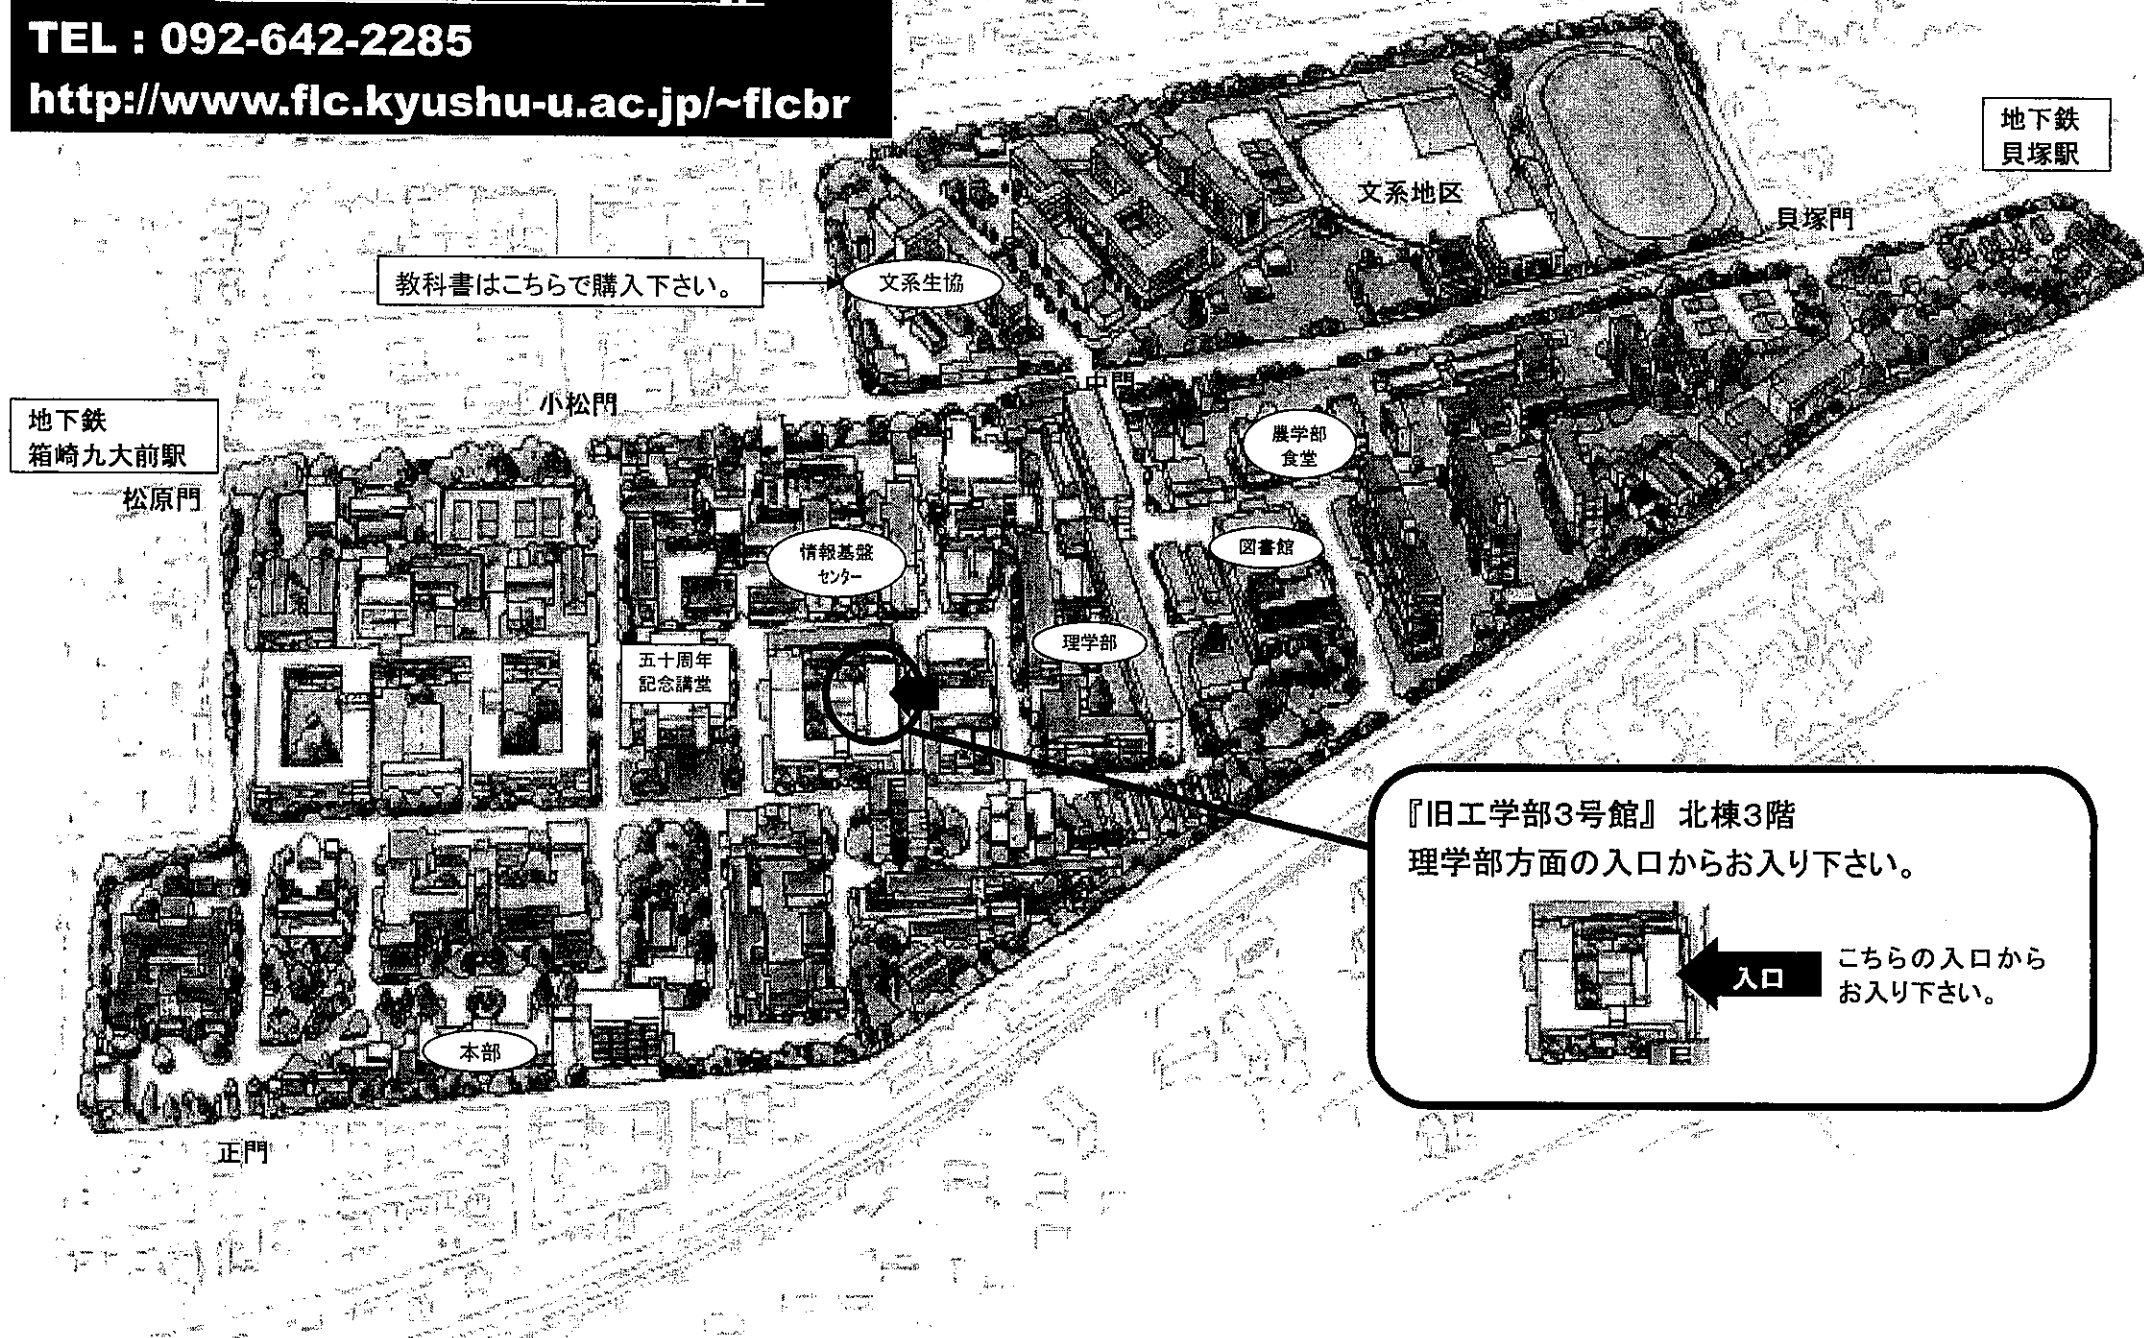 TEL : 092-642-2285
http://www.flc.kyushu-u.ac.jp/~flcbr
地下鉄
貝塚駅
文系地区
貝塚門
教科書はこちらで購入下さい。
文系生協
中門
小松門
地下鉄
箱崎九大前駅
松原門
農学部
食堂
情報基盤
センター
図書館
理学部
五十周年
記念講堂
『旧工学部3号館』 北棟3階
理学部方面の入口からお入り下さい。
入口
こちらの入口から
お入り下さい。
本部
正門